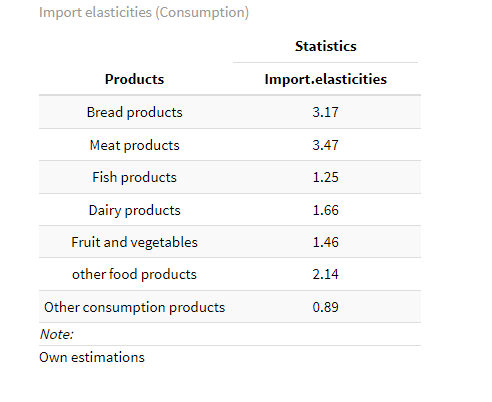 Import elasticities (Consumption)
Statistics
Products Import.elasticities
Bread products 3.17
Meat products 3.47
Fish products 1.25
Dairy products 1.66
Fruit and vegetables 1.46
other food products 2.14
Other consumption products 0.89
Note:
Own estimations